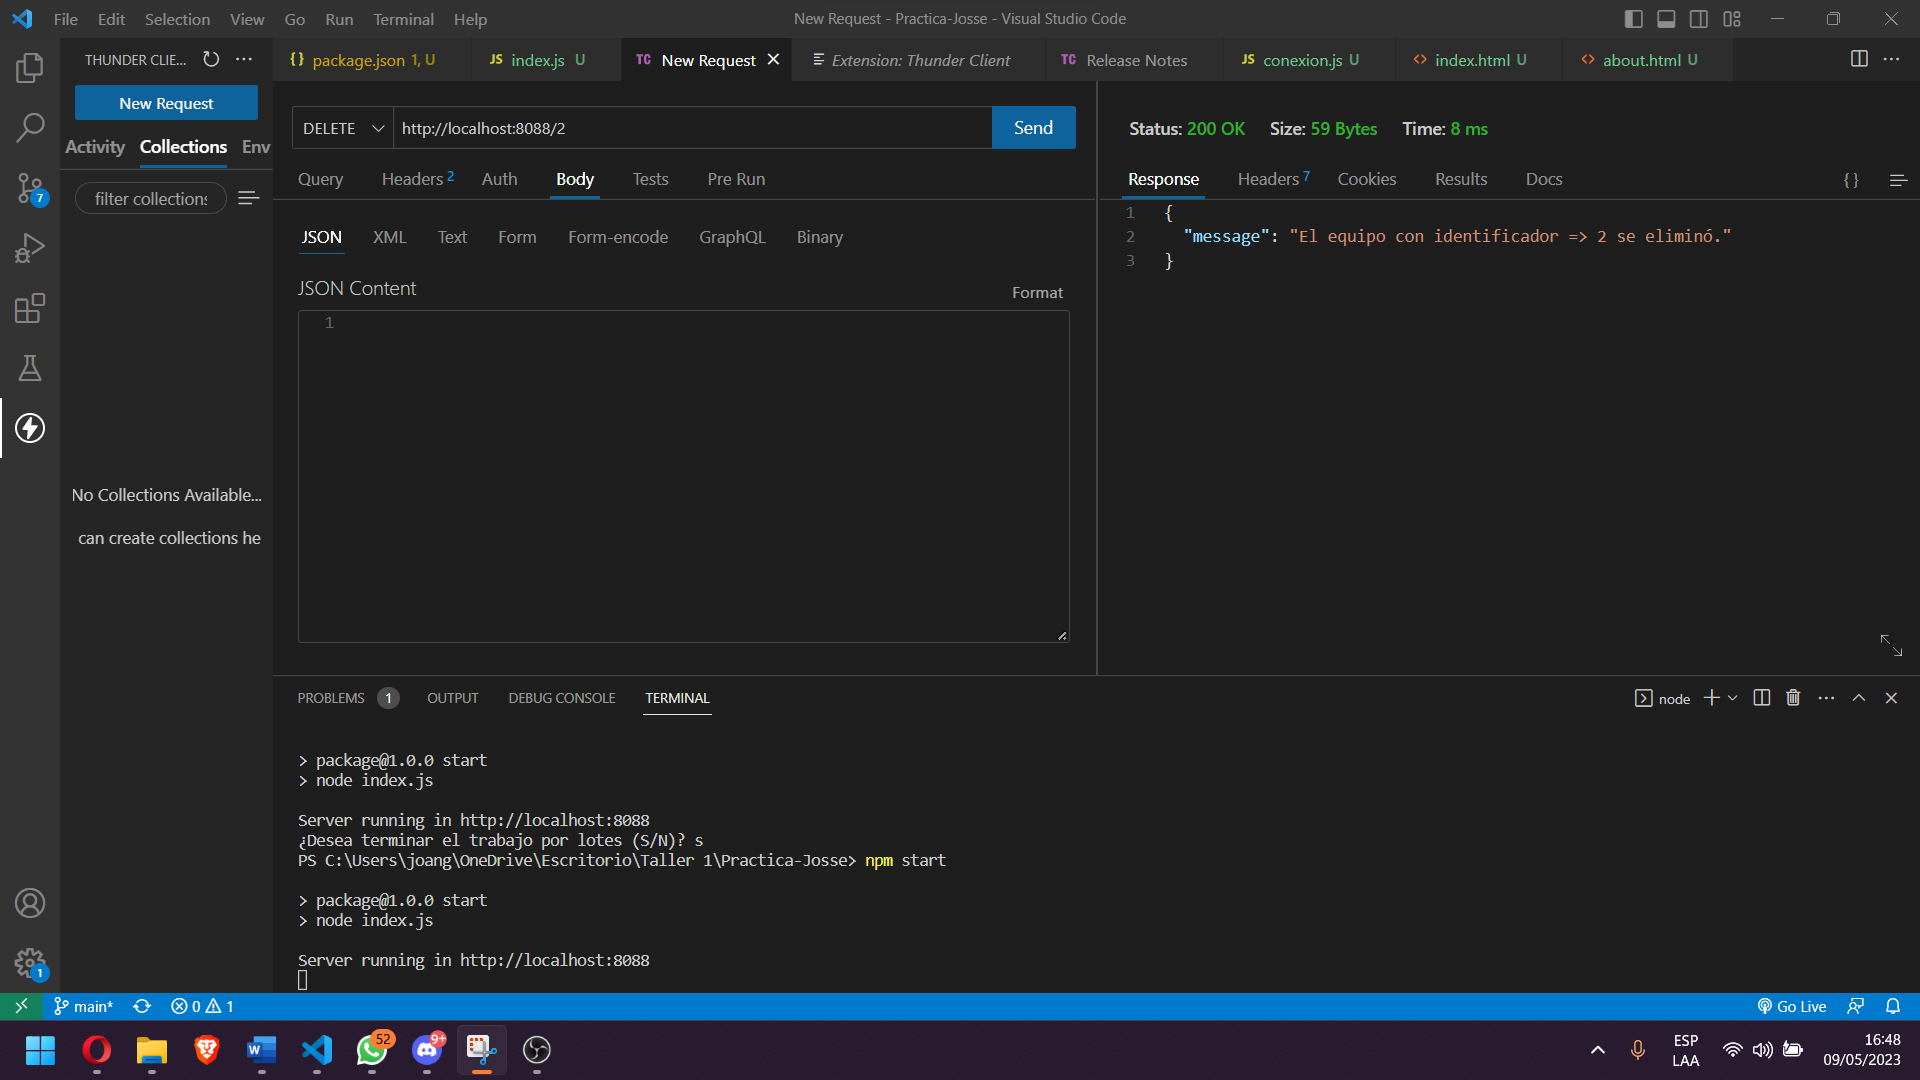 File Edit Selection View Go Run Terminal Help
New Request - Practica-Josse - Visual Studio Code
THUNDER CLIE...
{} package.json 1, U
JS index.js U
TC New Request
Extension: Thunder Client
TC Release Notes
JS conexion.js U
<> index.html U
<> about.html U
New Request
Activity Collections Env
filter collections
No Collections Available...
can create collections he
DELETE http://localhost:8088/2 Send
Query Headers 2 Auth Body Tests Pre Run
JSON XML Text Form Form-encode GraphQL Binary
JSON Content
Format
1
Status: 200 OK Size: 59 Bytes Time: 8 ms
Response Headers 7 Cookies Results Docs {}
1 {
2 "message": "El equipo con identificador => 2 se eliminó."
3 }
7
1
PROBLEMS 1 OUTPUT DEBUG CONSOLE TERMINAL
node
> package@1.0.0 start
> node index.js
Server running in http://localhost:8088
¿Desea terminar el trabajo por lotes (S/N)? s
PS C:\Users\joang\OneDrive\Escritorio\Taller 1\Practica-Josse> npm start
> package@1.0.0 start
> node index.js
Server running in http://localhost:8088
main* 0 1
Go Live
W
52
9+
ESP
LAA
16:48
09/05/2023